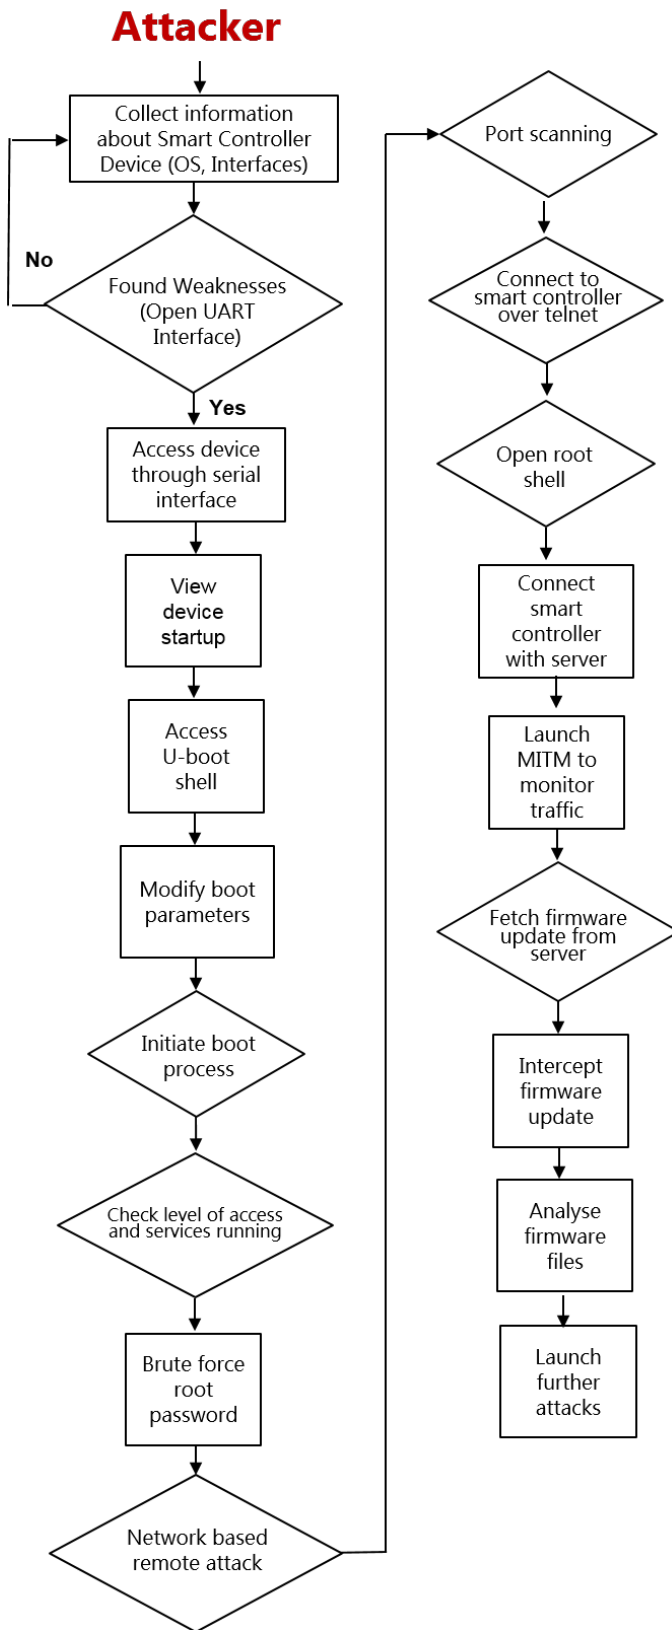 Attacker
Collect information
about Smart Controller
Device (OS, Interfaces)
No
Found Weaknesses
(Open UART
Interface)
Yes
Access device
through serial
interface
View
device
startup
Access
U-boot
shell
Modify boot
parameters
Initiate boot
process
Check level of access
and services running
Brute force
root
password
Network based
remote attack
Port scanning
Connect to
smart controller
over telnet
Open root
shell
Connect
smart
controller
with server
Launch
MITM to
monitor
traffic
Fetch firmware
update from
server
Intercept
firmware
update
Analyse
firmware
files
Launch
further
attacks